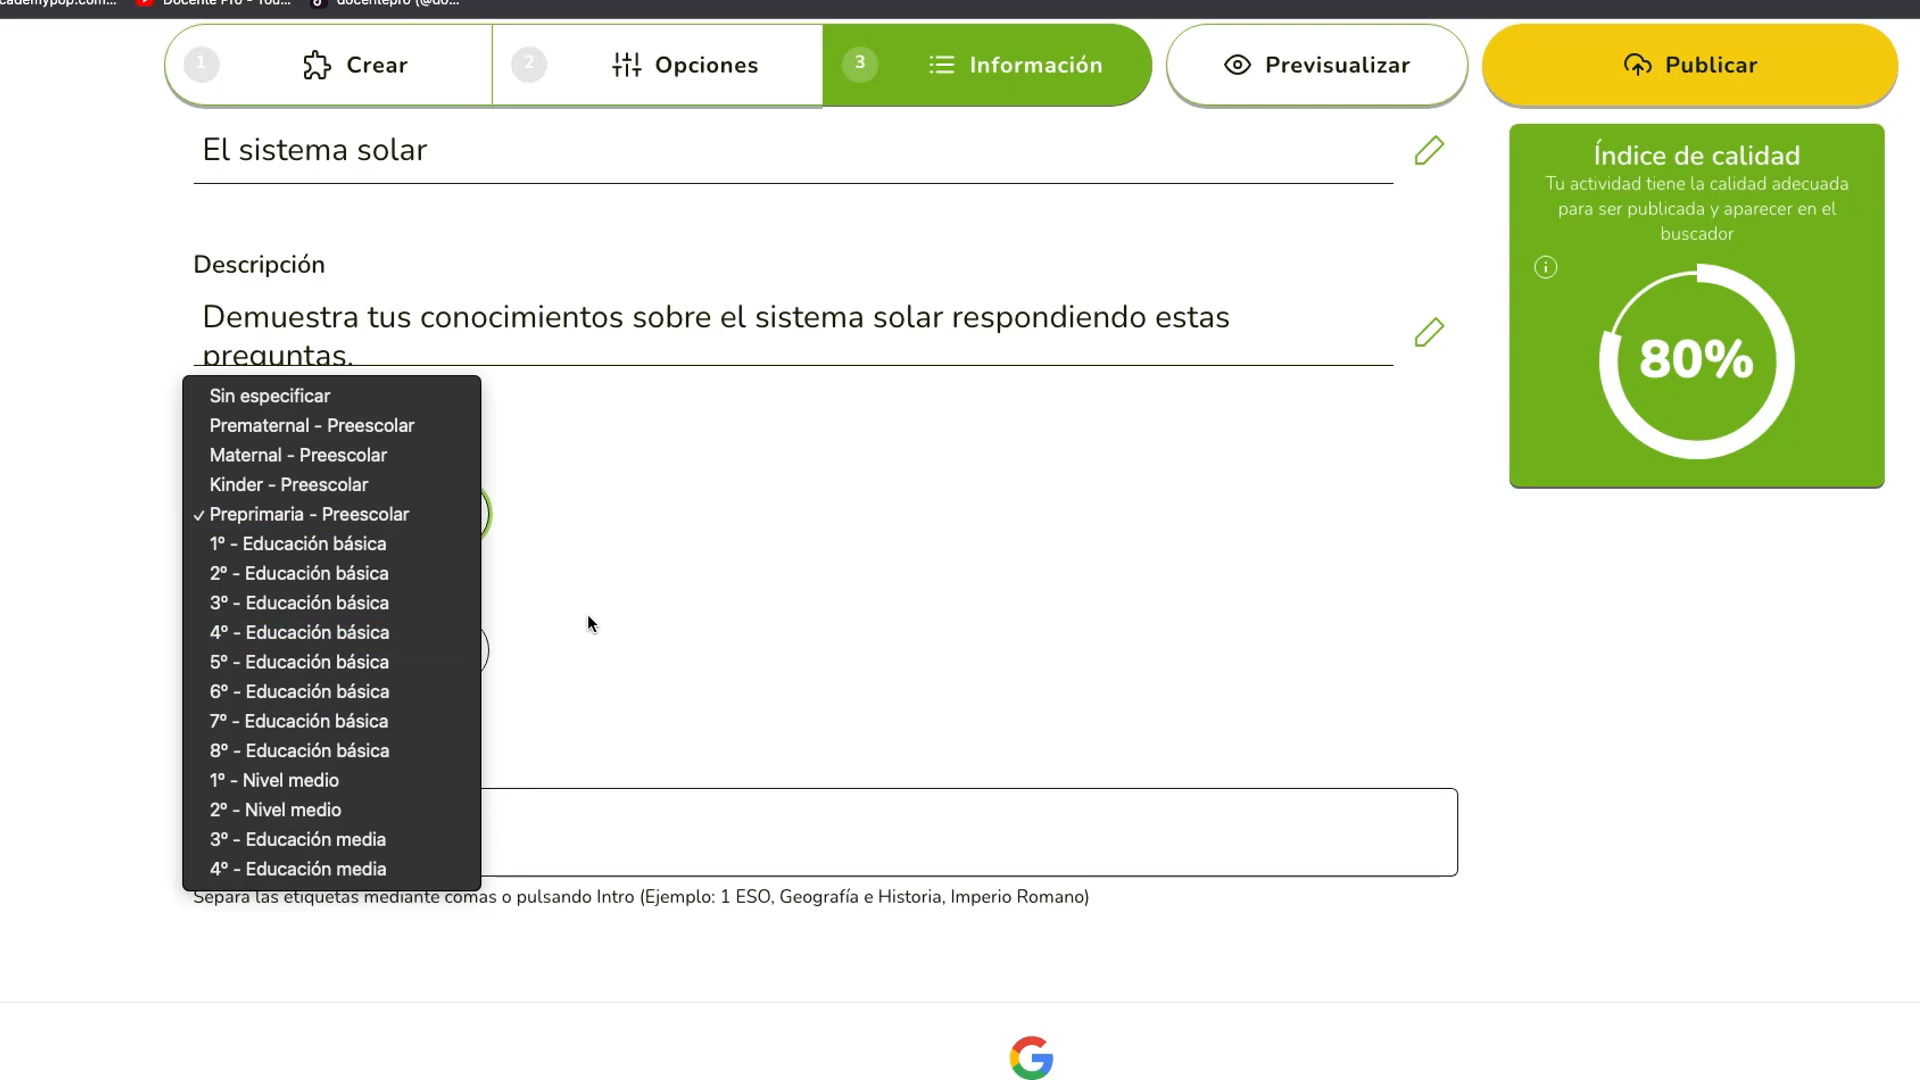 Docente Pro - You...
docentepro (@do...
1
Crear
2
Opciones
3
Información
Previsualizar
Publicar
El sistema solar
Índice de calidad
Tu actividad tiene la calidad adecuada
para ser publicada y aparecer en el
buscador
80%
Descripción
Demuestra tus conocimientos sobre el sistema solar respondiendo estas
preguntas.
Sin especificar
Prematernal - Preescolar
Maternal - Preescolar
Kinder - Preescolar
✓ Preprimaria - Preescolar
1º - Educación básica
2º - Educación básica
3º - Educación básica
4º - Educación básica
5º - Educación básica
6º - Educación básica
7º - Educación básica
8º - Educación básica
1º - Nivel medio
2º - Nivel medio
3º - Educación media
4º - Educación media
Separa las etiquetas mediante comas o pulsando Intro (Ejemplo: 1 ESO, Geografía e Historia, Imperio Romano)